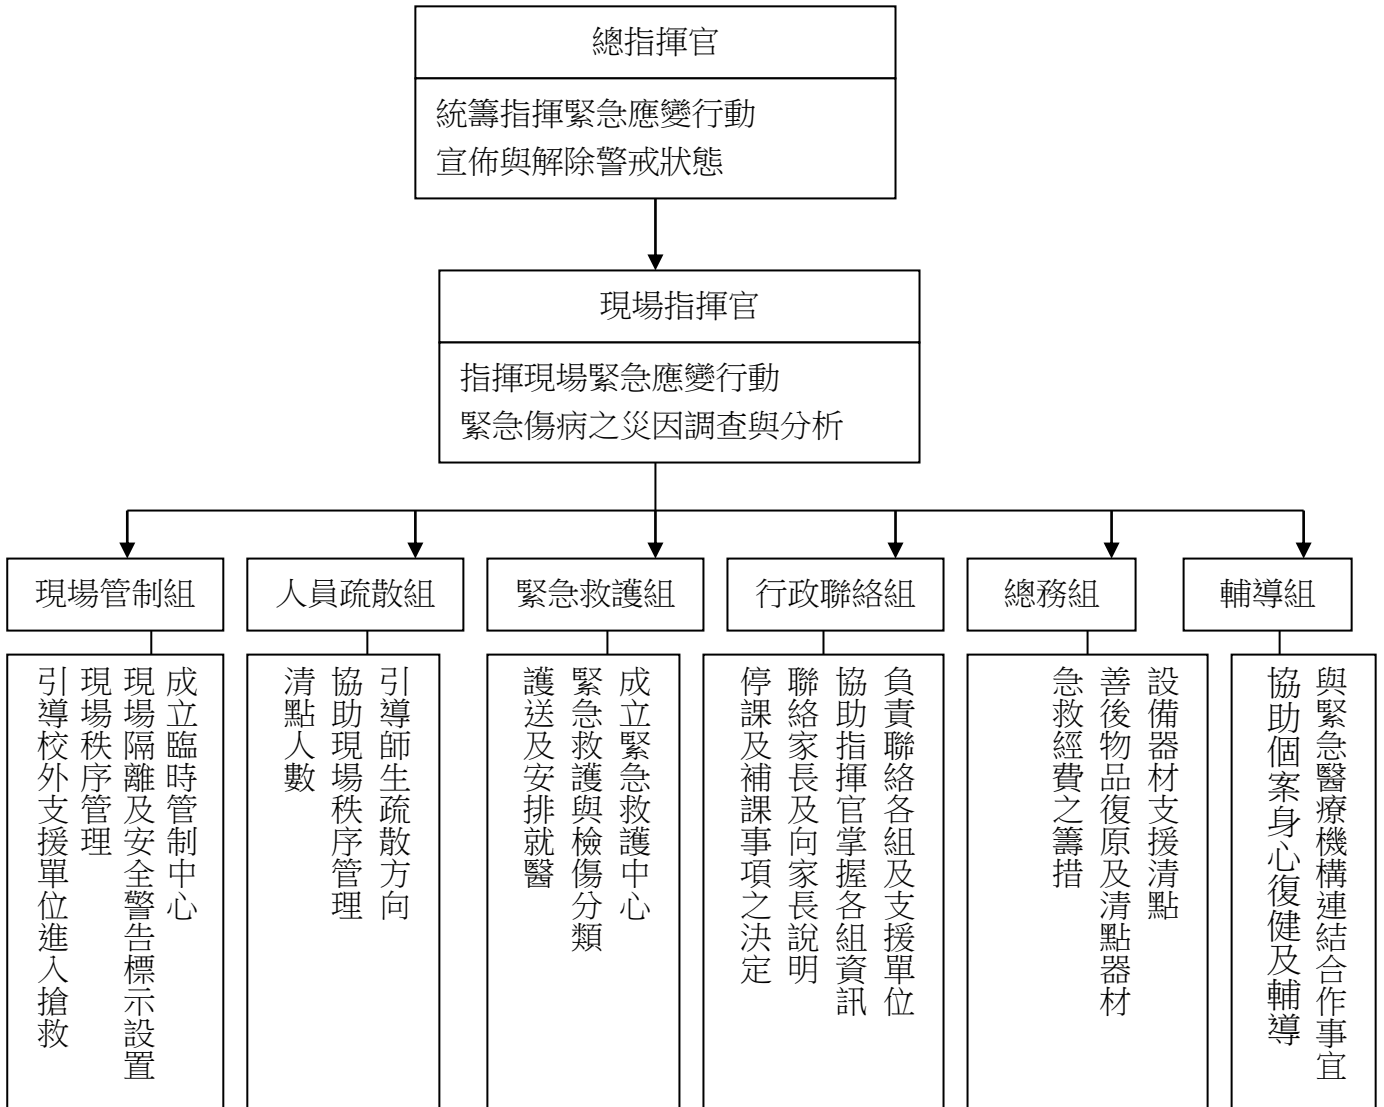 總指揮官
統籌指揮緊急應變行動
宣佈與解除警戒狀態
現場指揮官
指揮現場緊急應變行動
緊急傷病之災因調查與分析
現場管制組
成立臨時管制中心
現場隔離及安全警告標示設置
現場秩序管理
引導校外支援單位進入搶救
人員疏散組
引導師生疏散方向
協助現場秩序管理
清點人數
緊急救護組
成立緊急救護中心
緊急救護與檢傷分類
護送及安排就醫
行政聯絡組
負責聯絡各組及支援單位
協助指揮官掌握各組資訊
聯絡家長及向家長說明
停課及補課事項之決定
總務組
設備器材支援清點
善後物品復原及清點器材
急救經費之籌措
輔導組
與緊急醫療機構連結合作事宜
協助個案身心復健及輔導